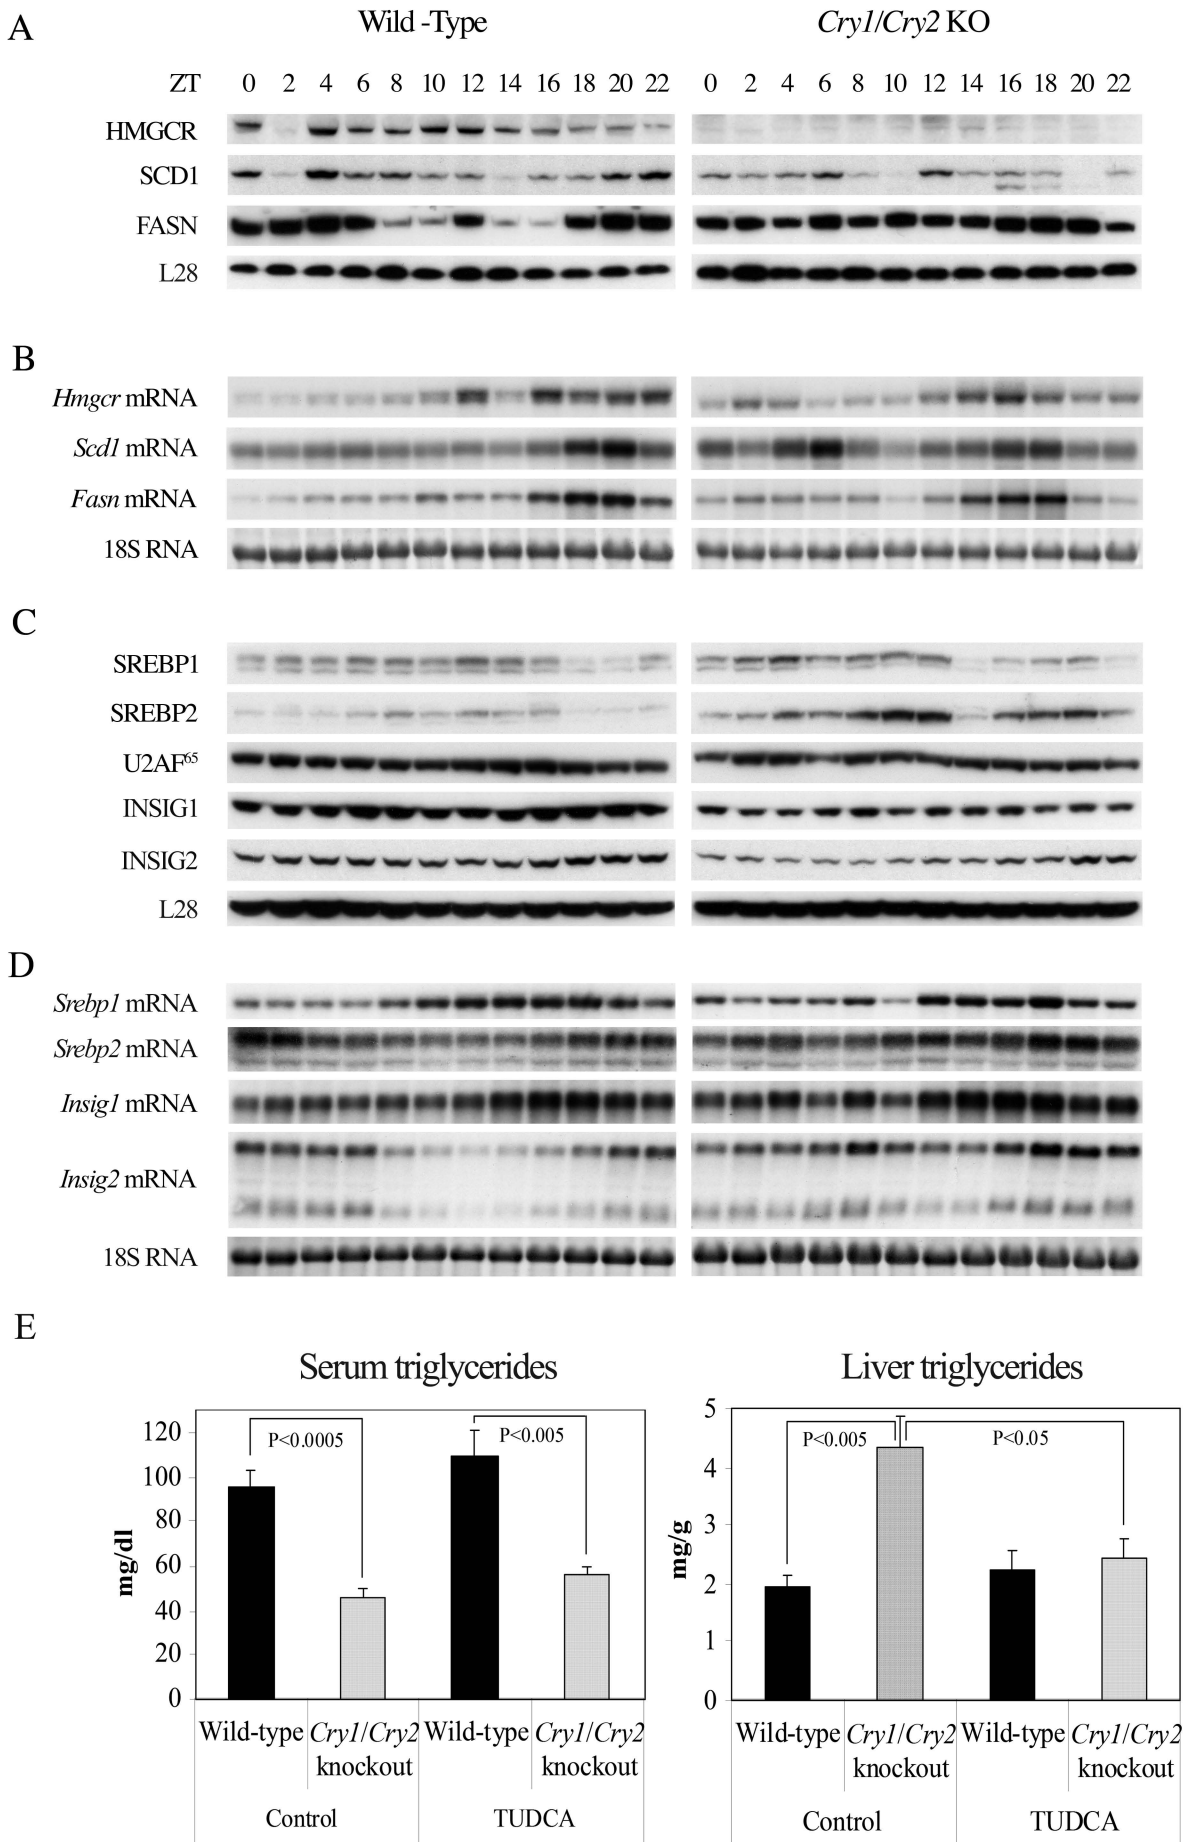 A
Wild -Type
Cry1/Cry2 KO
ZT 0 2 4 6 8 10 12 14 16 18 20 22 0 2 4 6 8 10 12 14 16 18 20 22
HMGCR
SCD1
FASN
L28
B
Hmgcr mRNA
Scd1 mRNA
Fasn mRNA
18S RNA
C
SREBP1
SREBP2
U2AF65
INSIG1
INSIG2
L28
D
Srebp1 mRNA
Srebp2 mRNA
Insig1 mRNA
Insig2 mRNA
18S RNA
E
Serum triglycerides
mg/dl
120
100
80
60
40
20
0
P<0.0005
P<0.005
Wild-type Cry1/Cry2 Wild-type Cry1/Cry2
knockout knockout
Control TUDCA
Liver triglycerides
mg/g
5
4
3
2
1
0
P<0.005
P<0.05
Wild-type Cry1/Cry2 Wild-type Cry1/Cry2
knockout knockout
Control TUDCA